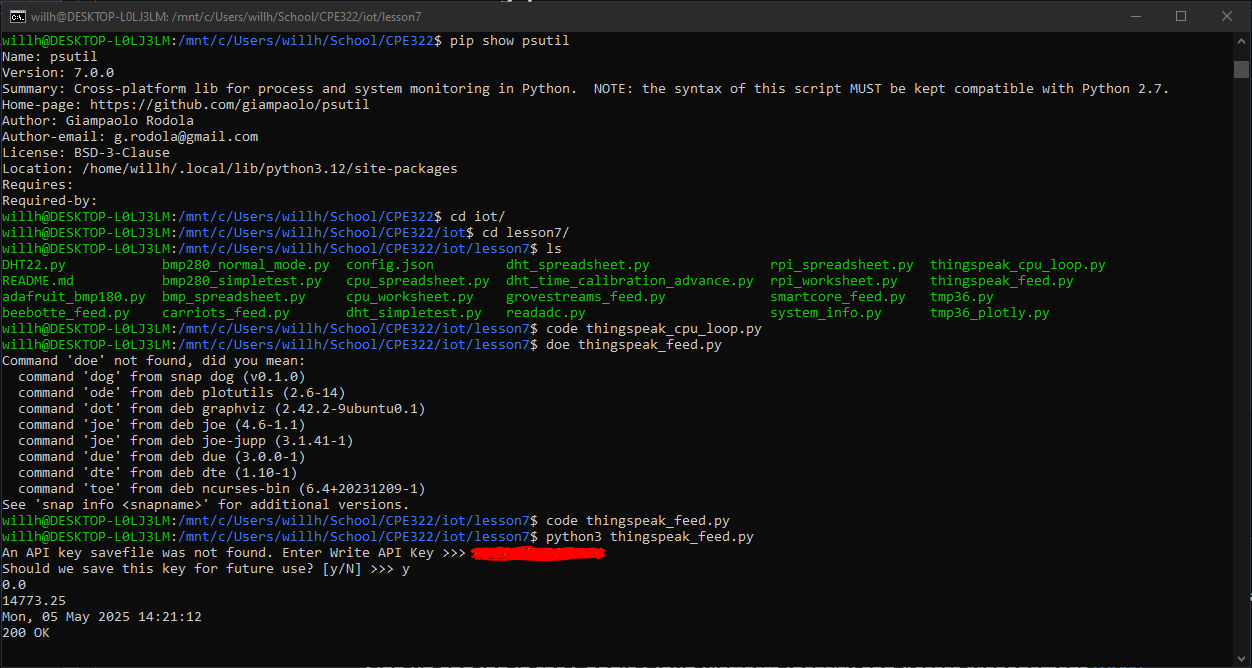 willh@DESKTOP-L0LJ3LM: /mnt/c/Users/willh/School/CPE322/iot/lesson7
willh@DESKTOP-L0LJ3LM:/mnt/c/Users/willh/School/CPE322$ pip show psutil
Name: psutil
Version: 7.0.0
Summary: Cross-platform lib for process and system monitoring in Python.  NOTE: the syntax of this script MUST be kept compatible with Python 2.7.
Home-page: https://github.com/giampaolo/psutil
Author: Giampaolo Rodola
Author-email: g.rodola@gmail.com
License: BSD-3-Clause
Location: /home/willh/.local/lib/python3.12/site-packages
Requires:
Required-by:
willh@DESKTOP-L0LJ3LM:/mnt/c/Users/willh/School/CPE322$ cd iot/
willh@DESKTOP-L0LJ3LM:/mnt/c/Users/willh/School/CPE322/iot$ cd lesson7/
willh@DESKTOP-L0LJ3LM:/mnt/c/Users/willh/School/CPE322/iot/lesson7$ ls
DHT22.py            bmp280_normal_mode.py  config.json         dht_spreadsheet.py                rpi_spreadsheet.py  thingspeak_cpu_loop.py
README.md           bmp280_simpletest.py   cpu_spreadsheet.py  dht_time_calibration_advance.py  rpi_worksheet.py    thingspeak_feed.py
adafruit_bmp180.py  bmp_spreadsheet.py     cpu_worksheet.py    grovestreams_feed.py             smartcore_feed.py   tmp36.py
beebotte_feed.py    carriots_feed.py       dht_simpletest.py   readadc.py                       system_info.py      tmp36_plotly.py
willh@DESKTOP-L0LJ3LM:/mnt/c/Users/willh/School/CPE322/iot/lesson7$ code thingspeak_cpu_loop.py
willh@DESKTOP-L0LJ3LM:/mnt/c/Users/willh/School/CPE322/iot/lesson7$ doe thingspeak_feed.py
Command 'doe' not found, did you mean:
  command 'dog' from snap dog (v0.1.0)
  command 'ode' from deb plotutils (2.6-14)
  command 'dot' from deb graphviz (2.42.2-9ubuntu0.1)
  command 'joe' from deb joe (4.6-1.1)
  command 'joe' from deb joe-jupp (3.1.41-1)
  command 'due' from deb due (3.0.0-1)
  command 'dte' from deb dte (1.10-1)
  command 'toe' from deb ncurses-bin (6.4+20231209-1)
See 'snap info <snapname>' for additional versions.
willh@DESKTOP-L0LJ3LM:/mnt/c/Users/willh/School/CPE322/iot/lesson7$ code thingspeak_feed.py
willh@DESKTOP-L0LJ3LM:/mnt/c/Users/willh/School/CPE322/iot/lesson7$ python3 thingspeak_feed.py
An API key savefile was not found. Enter Write API Key >>>
Should we save this key for future use? [y/N] >>> y
0.0
14773.25
Mon, 05 May 2025 14:21:12
200 OK